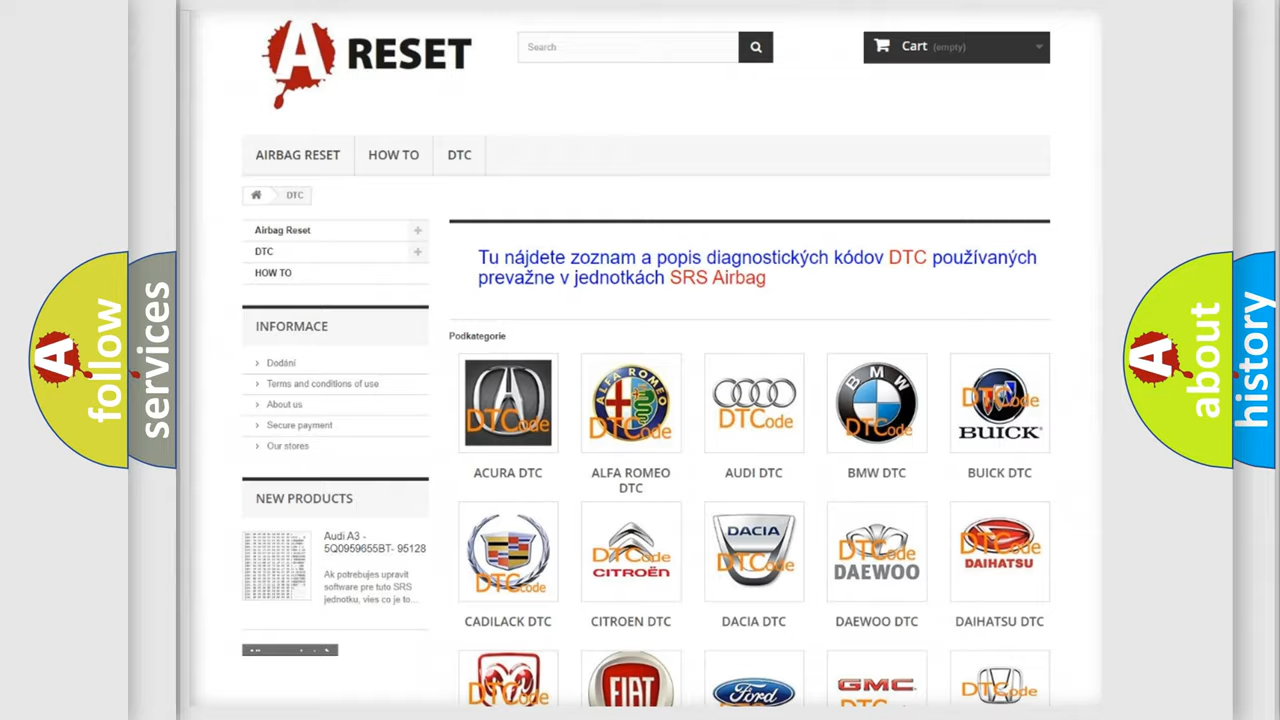 A RESET
Search
Cart (empty)
AIRBAG RESET
HOW TO
DTC
DTC
Airbag Reset
DTC
HOW TO
INFORMACE
Dodání
Terms and conditions of use
About us
Secure payment
Our stores
NEW PRODUCTS
Audi A3 -
5Q0959655BT- 95128
Ak potrebujes upravit
software pre tuto SRS
jednotku, vies co je to...
Tu nájdete zoznam a popis diagnostických kódov DTC používaných
prevažne v jednotkách SRS Airbag
Podkategorie
DTCode
ACURA DTC
ALFA ROMEO
DTCode
ALFA ROMEO
DTC
DTCode
AUDI DTC
BMW
DTCode
BMW DTC
DTCode
BUICK
BUICK DTC
DTCode
CADILACK DTC
DTCode
CITROËN
CITROEN DTC
DACIA
DTCode
DACIA DTC
DTCode
DAEWOO
DAEWOO DTC
DTCode
DAIHATSU
DAIHATSU DTC
DTCode
FIAT
Ford
GMC
DTCode
A follow
services
A about
history